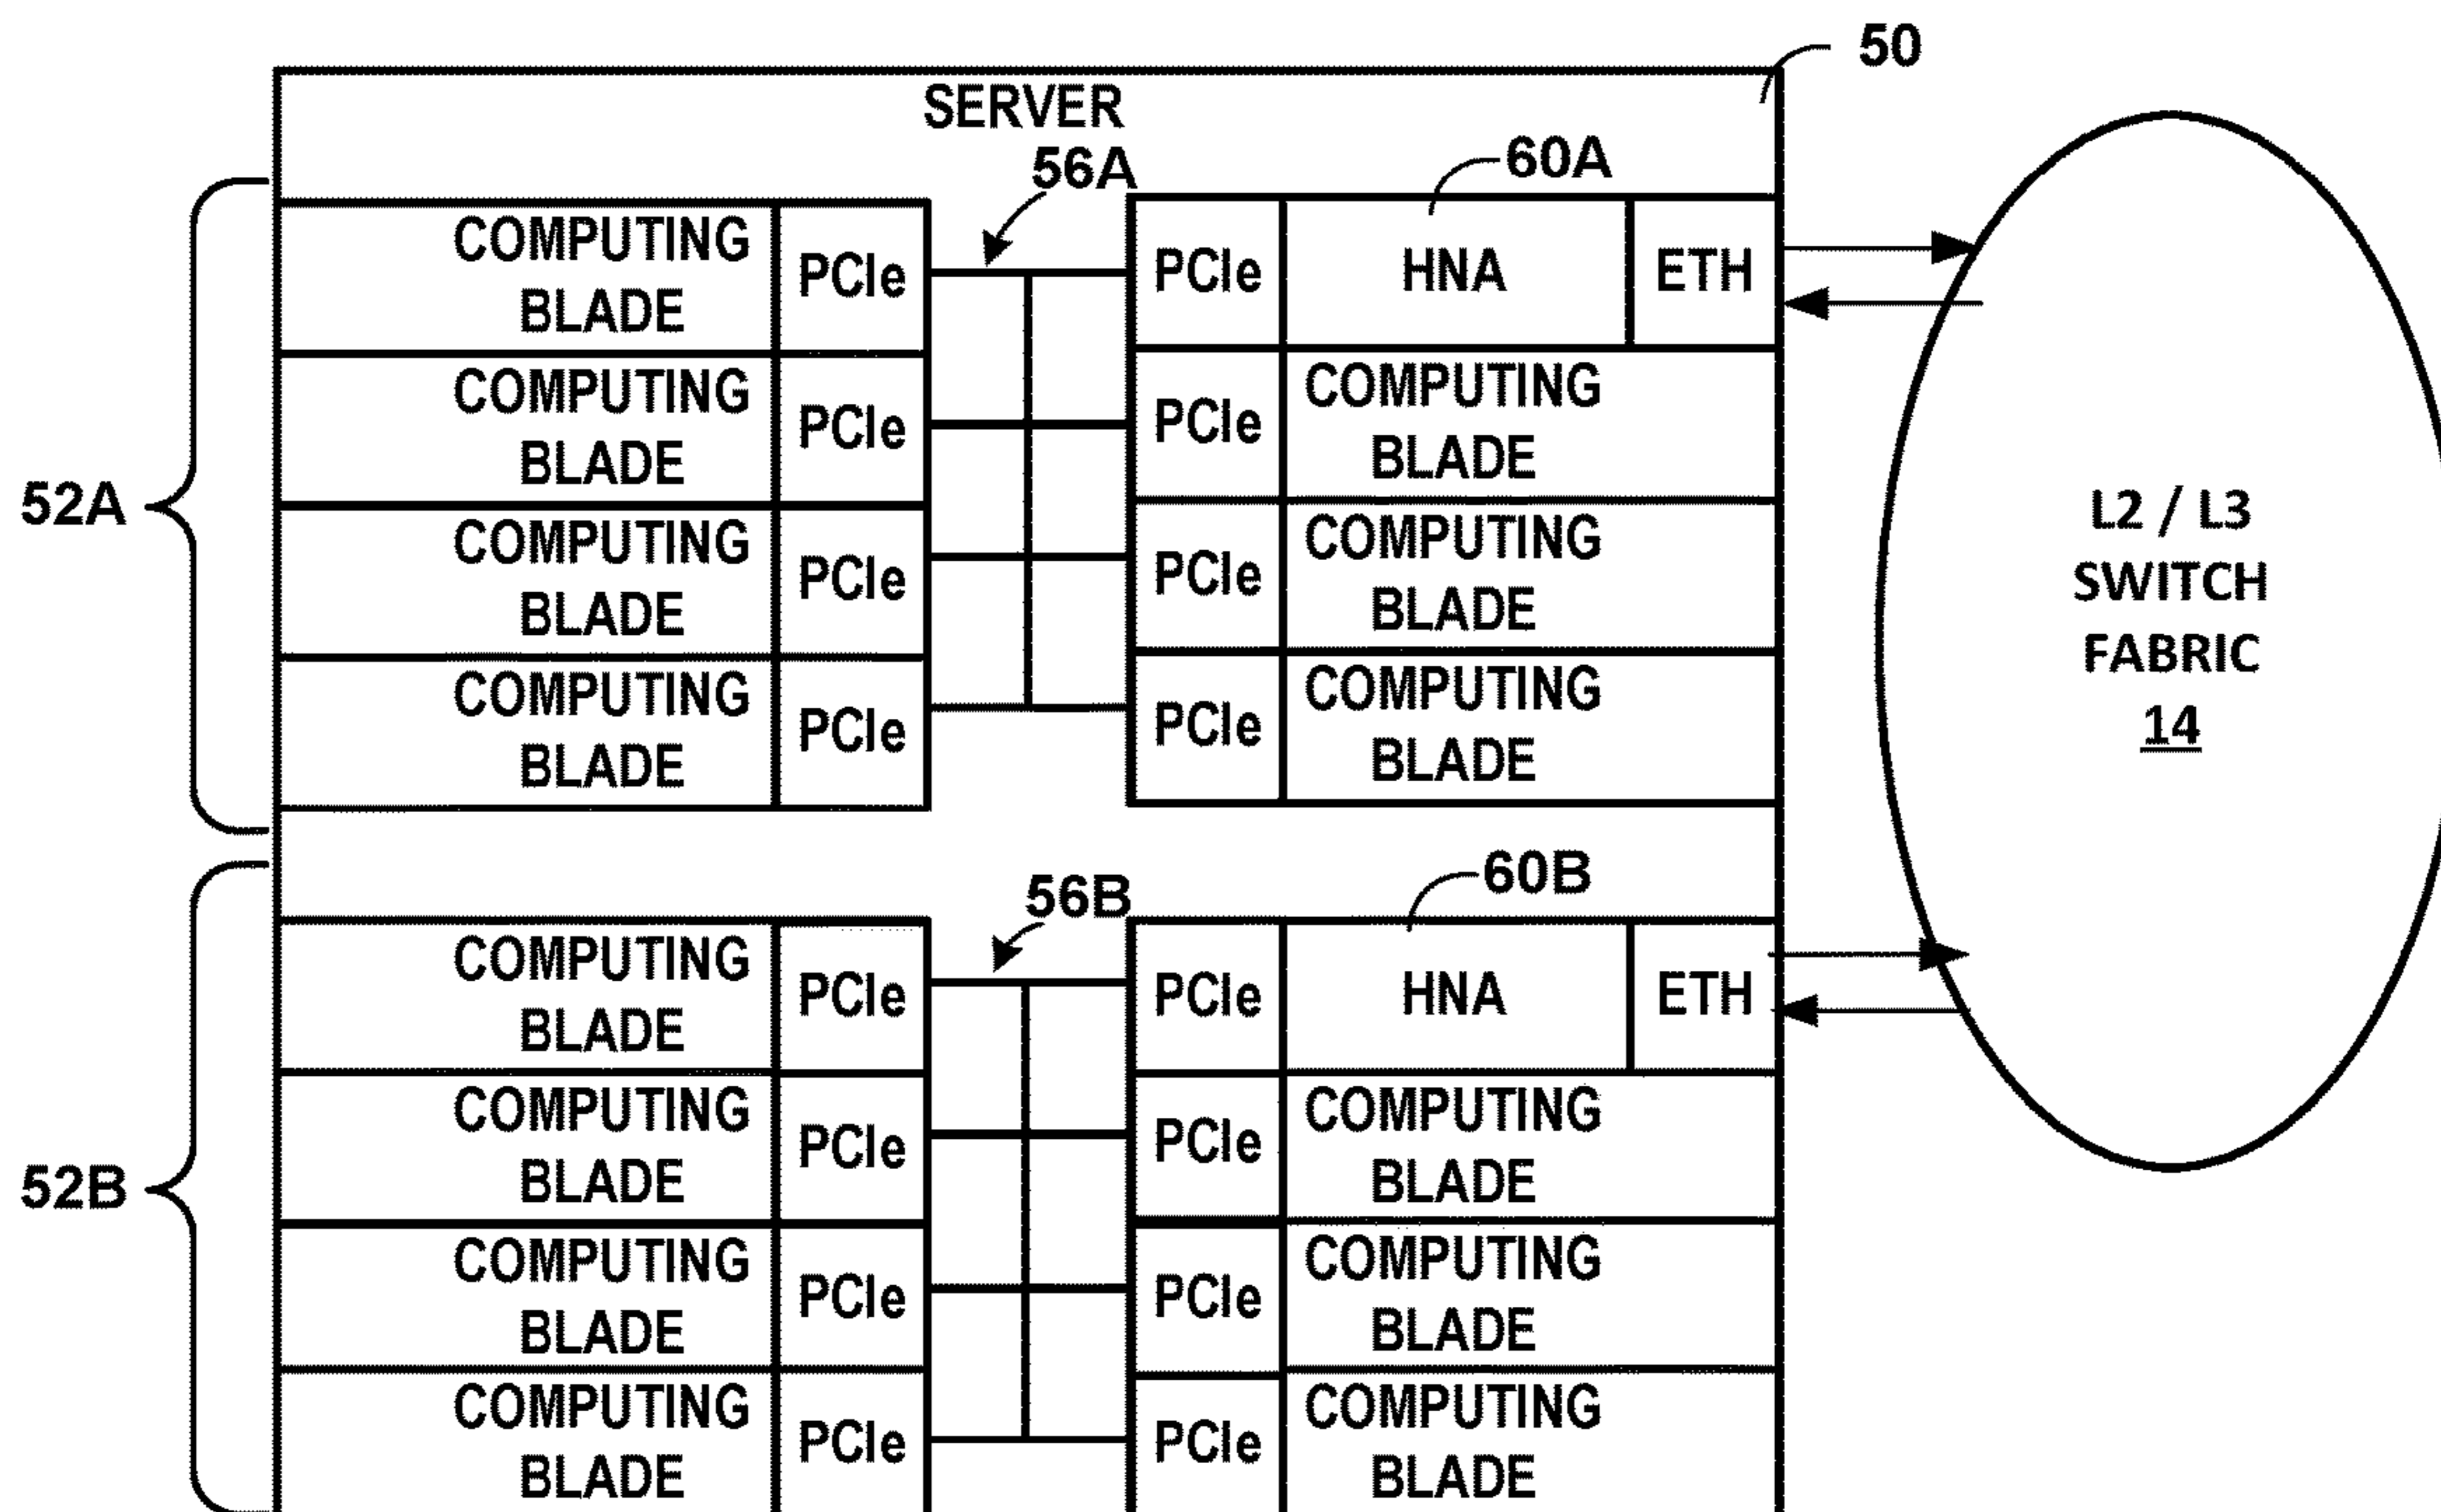 50
SERVER
56A
60A
COMPUTING
BLADE
PCIe
PCIe
HNA
ETH
COMPUTING
BLADE
PCIe
PCIe
COMPUTING
BLADE
52A
COMPUTING
BLADE
PCIe
PCIe
COMPUTING
BLADE
COMPUTING
BLADE
PCIe
PCIe
COMPUTING
BLADE
L2 / L3
SWITCH
FABRIC
14
56B
60B
COMPUTING
BLADE
PCIe
PCIe
HNA
ETH
COMPUTING
BLADE
PCIe
PCIe
COMPUTING
BLADE
52B
COMPUTING
BLADE
PCIe
PCIe
COMPUTING
BLADE
COMPUTING
BLADE
PCIe
PCIe
COMPUTING
BLADE